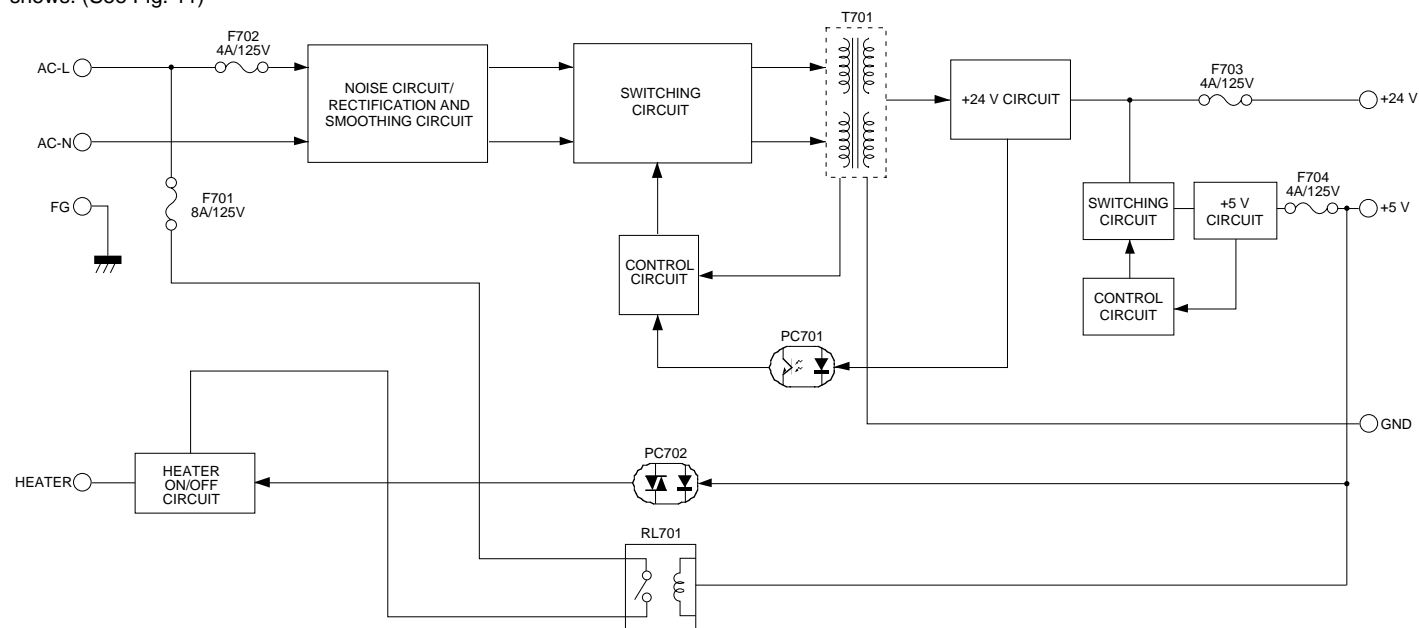 shows. (See Fig. 11)
T701
F702
4A/125V
AC-L
NOISE CIRCUIT/
RECTIFICATION AND
SMOOTHING CIRCUIT
SWITCHING
CIRCUIT
+24 V CIRCUIT
F703
4A/125V
+24 V
AC-N
F701
8A/125V
FG
SWITCHING
CIRCUIT
+5 V
CIRCUIT
F704
4A/125V
+5 V
CONTROL
CIRCUIT
CONTROL
CIRCUIT
PC701
GND
HEATER
HEATER
ON/OFF
CIRCUIT
PC702
RL701